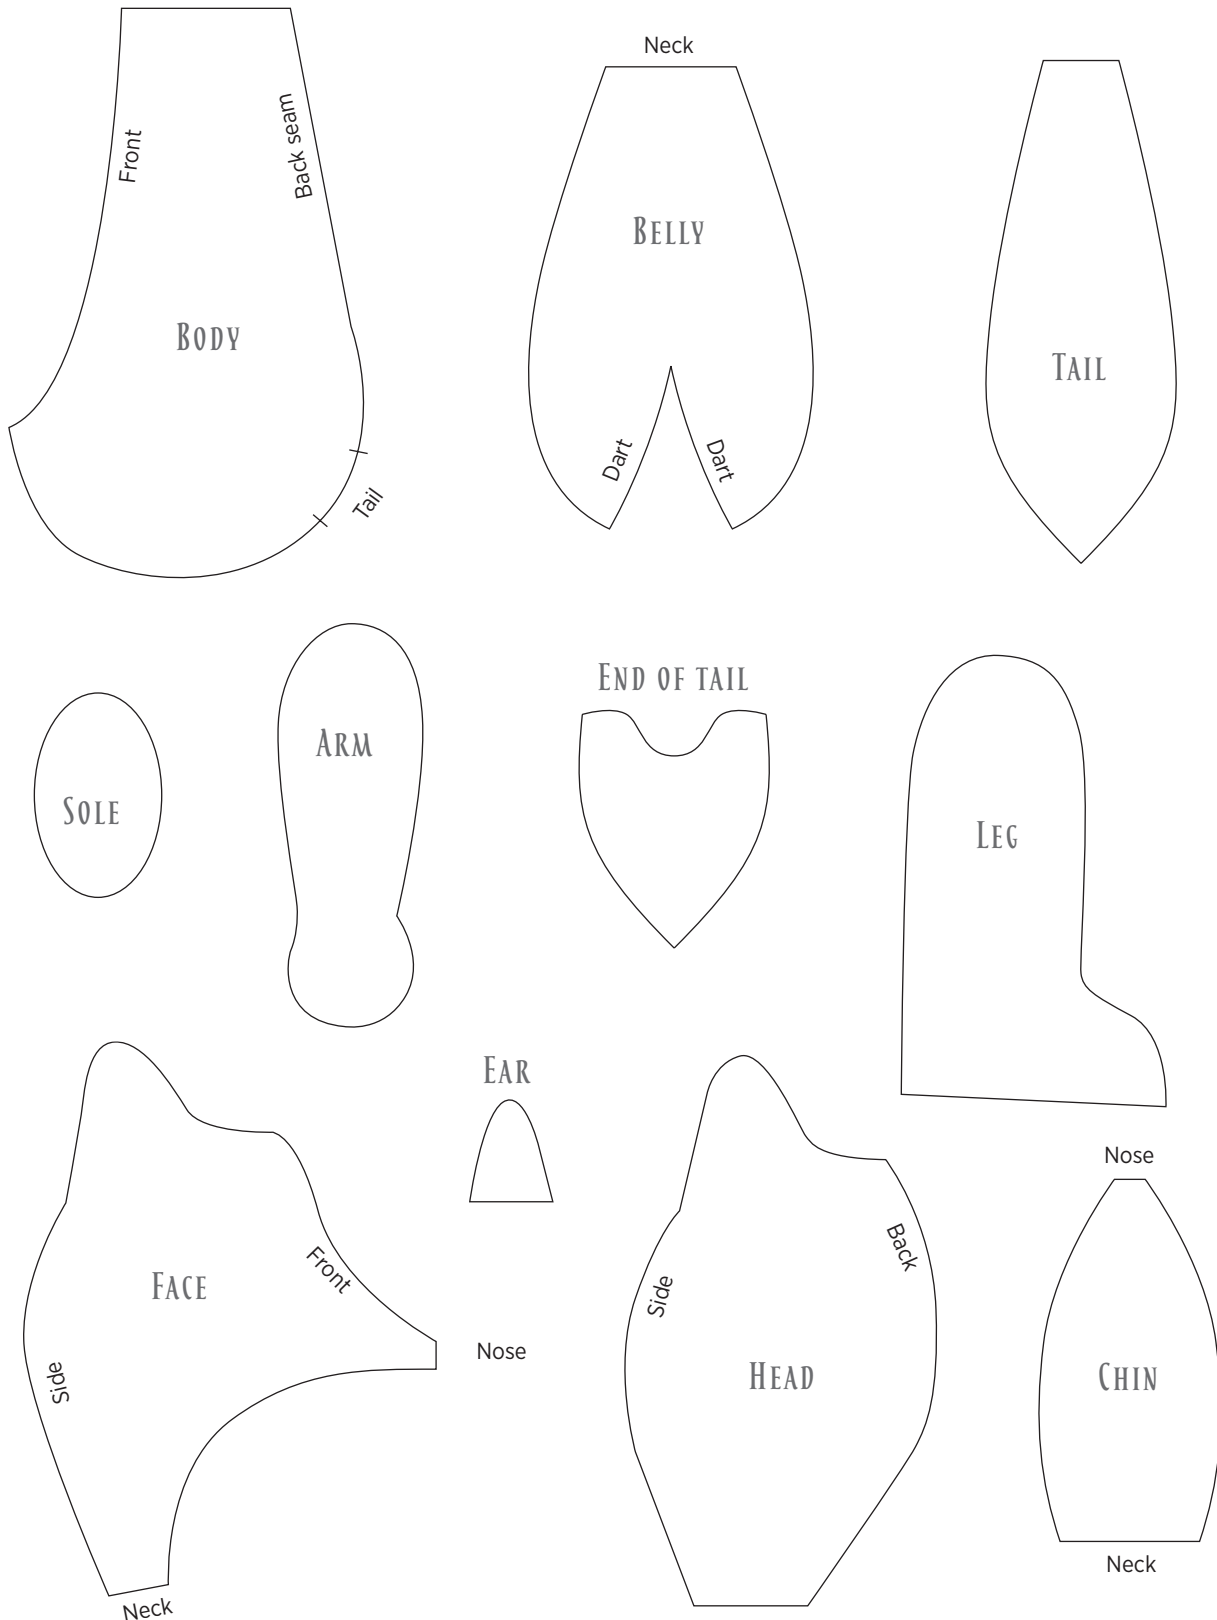 Neck
Front
Back seam
BELLY
BODY
TAIL
Dart
Dart
Tail
END OF TAIL
ARM
SOLE
LEG
EAR
Nose
Front
Back
FACE
Side
Nose
Side
HEAD
CHIN
Neck
Neck